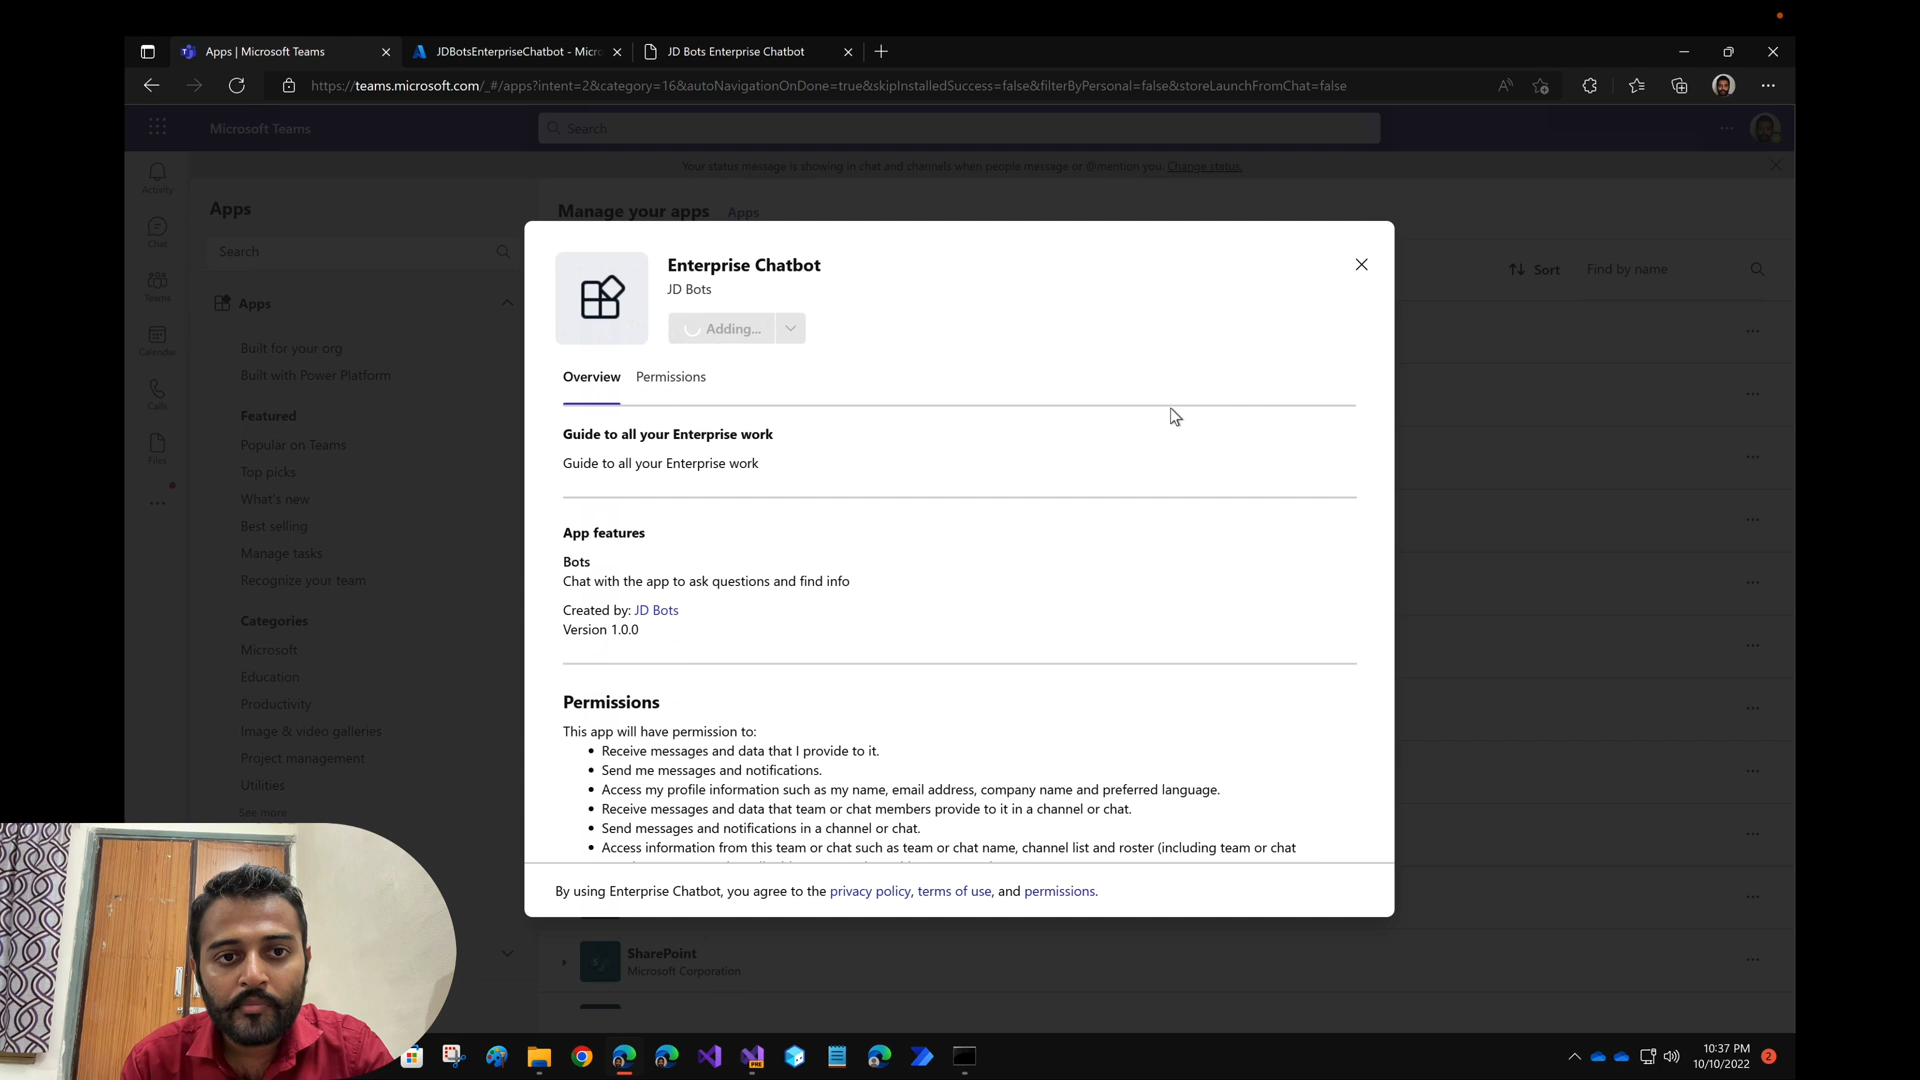 Apps | Microsoft Teams
JDBotsEnterpriseChatbot - Micr
JD Bots Enterprise Chatbot
https://teams.microsoft.com/_#/apps?intent=2&category=16&autoNavigationOnDone=true&skipInstalledSuccess=false&filterByPersonal=false&storeLaunchFromChat=false
Microsoft Teams
Search
Your status message is showing in chat and channels when people message or @mention you. Change status.
Activity
Chat
Teams
Calendar
Calls
Files
Apps
Search
Apps
Built for your org
Built with Power Platform
Featured
Popular on Teams
Top picks
What's new
Best selling
Manage tasks
Recognize your team
Categories
Microsoft
Education
Productivity
Image & video galleries
Project management
Utilities
See more
Manage your apps Apps
Sort
Find by name
Enterprise Chatbot
JD Bots
Adding...
Overview Permissions
Guide to all your Enterprise work
Guide to all your Enterprise work
App features
Bots
Chat with the app to ask questions and find info
Created by: JD Bots
Version 1.0.0
Permissions
This app will have permission to:
• Receive messages and data that I provide to it.
• Send me messages and notifications.
• Access my profile information such as my name, email address, company name and preferred language.
• Receive messages and data that team or chat members provide to it in a channel or chat.
• Send messages and notifications in a channel or chat.
• Access information from this team or chat such as team or chat name, channel list and roster (including team or chat
By using Enterprise Chatbot, you agree to the privacy policy, terms of use, and permissions.
SharePoint
Microsoft Corporation
PRE
10:37 PM
10/10/2022
2